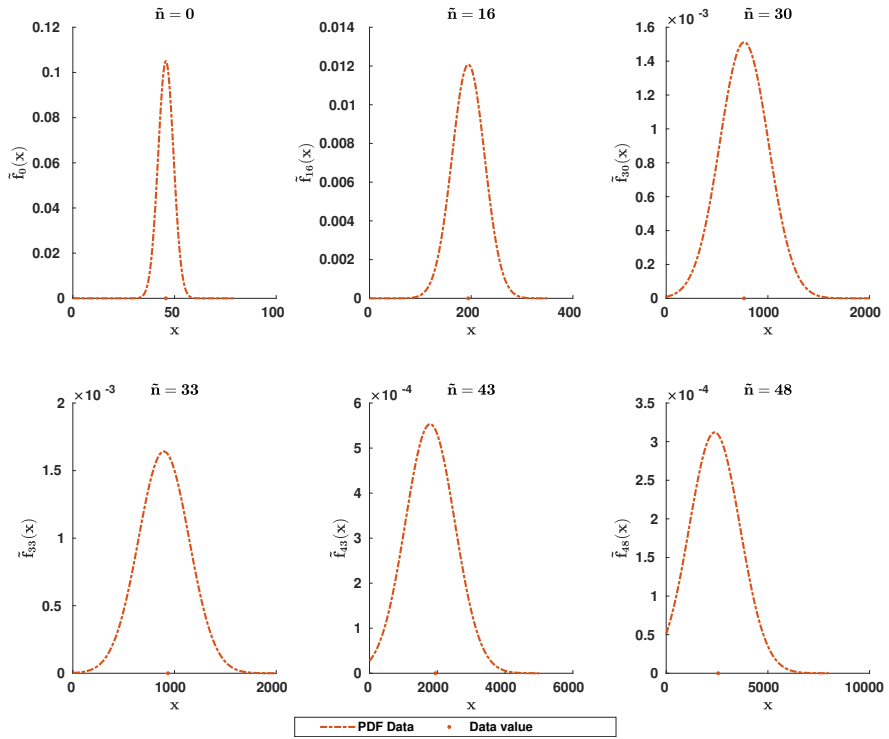 ñ = 0
0.12
0.1
0.08
0.06
0.04
0.02
0
f̃₀(x)
0 50 100
x
ñ = 16
0.014
0.012
0.01
0.008
0.006
0.004
0.002
0
f̃₁₆(x)
0 200 400
x
×10⁻³ ñ = 30
1.6
1.4
1.2
1
0.8
0.6
0.4
0.2
0
f̃₃₀(x)
0 1000 2000
x
×10⁻³ ñ = 33
2
1.5
1
0.5
0
f̃₃₃(x)
0 1000 2000
x
×10⁻⁴ ñ = 43
6
5
4
3
2
1
0
f̃₄₃(x)
0 2000 4000 6000
x
×10⁻⁴ ñ = 48
3.5
3
2.5
2
1.5
1
0.5
0
f̃₄₈(x)
0 5000 10000
x
PDF Data Data value